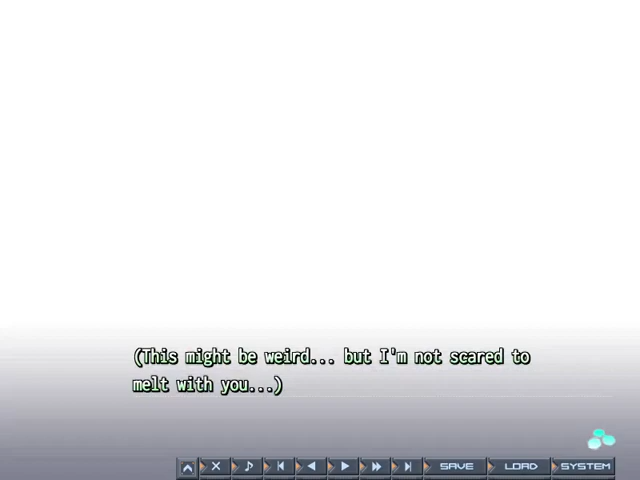 (This might be weird... but I'm not scared to
melt with you...)
SAVE
LOAD
SYSTEM